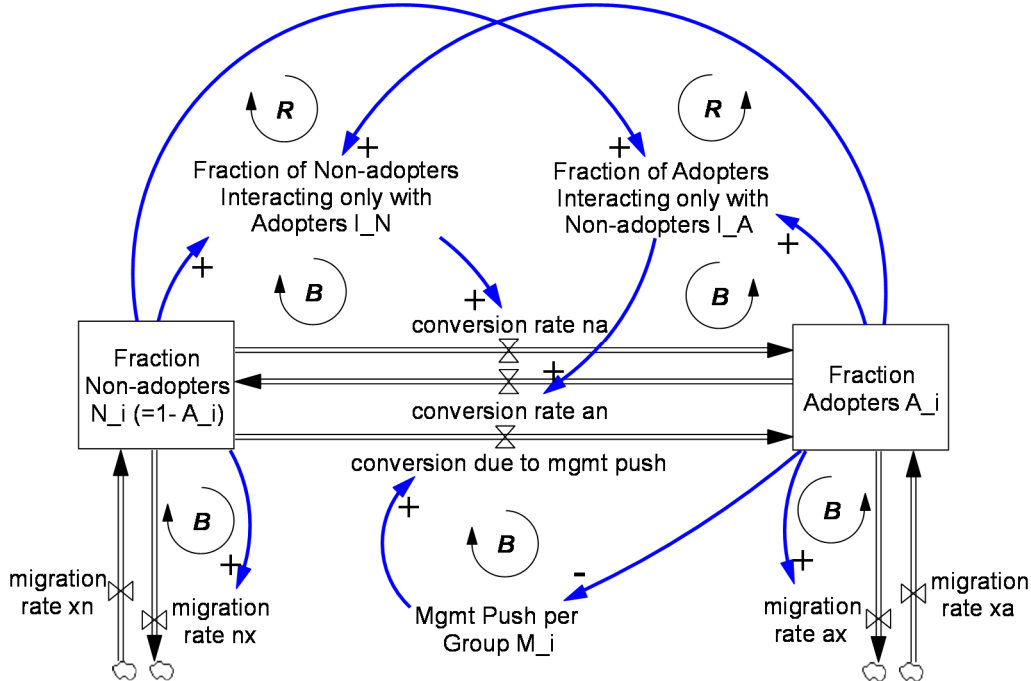 R
R
+
+
Fraction of Non-adopters
Interacting only with
Adopters I_N
Fraction of Adopters
Interacting only with
Non-adopters I_A
+
+
B
B
+
conversion rate na
Fraction
Non-adopters
N_i (=1- A_i)
Fraction
Adopters A_i
+
conversion rate an
conversion due to mgmt push
+
B
B
B
+
-
+
migration
rate xn
migration
rate nx
Mgmt Push per
Group M_i
migration
rate ax
migration
rate xa